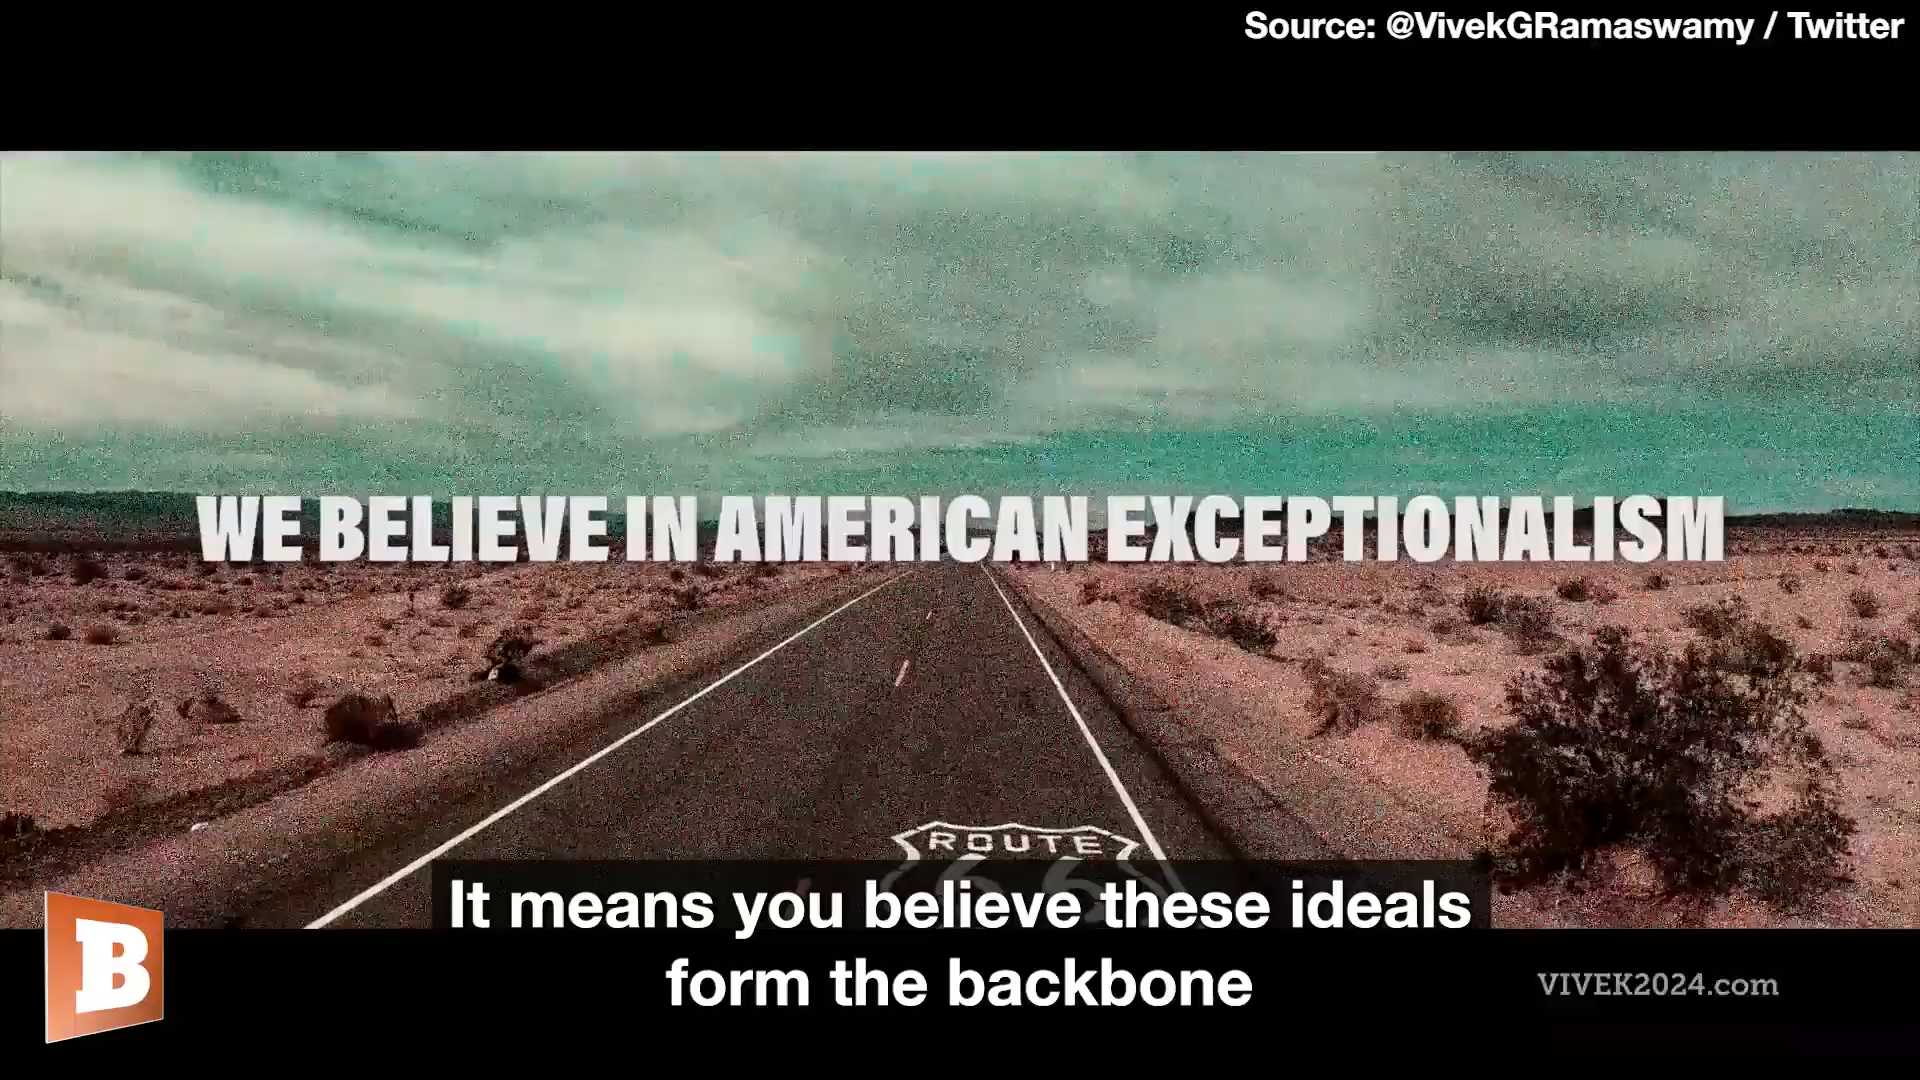 Source: @VivekGRamaswamy / Twitter
WE BELIEVE IN AMERICAN EXCEPTIONALISM
ROUTE
66
It means you believe these ideals
form the backbone
B
VIVEK2024.com